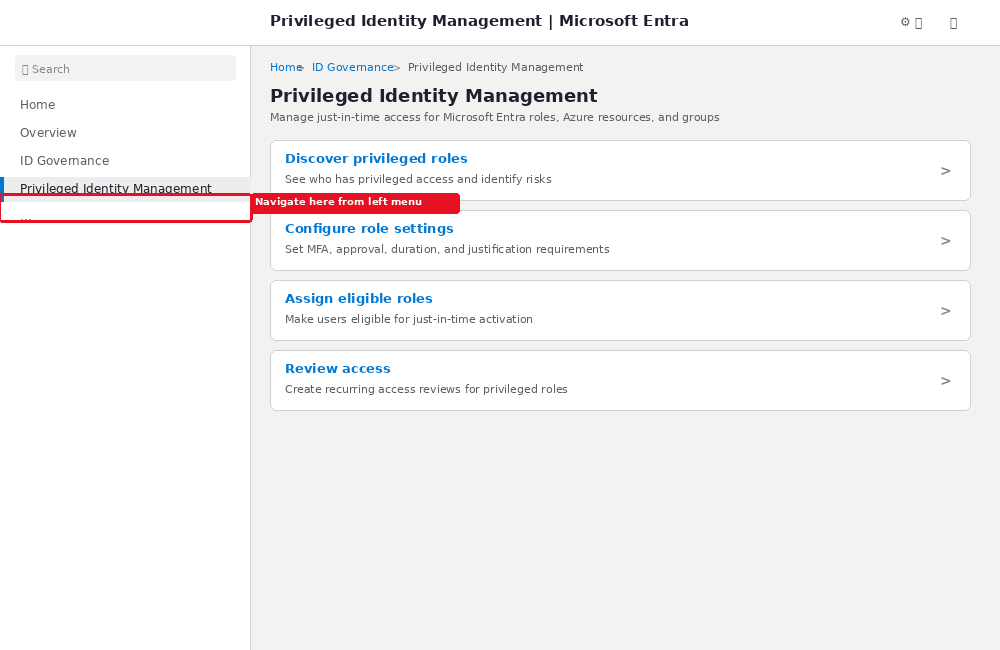 Privileged Identity Management | Microsoft Entra
Search
Home
Overview
ID Governance
Privileged Identity Management
...
Navigate here from left menu
Home > ID Governance > Privileged Identity Management
Privileged Identity Management
Manage just-in-time access for Microsoft Entra roles, Azure resources, and groups
Discover privileged roles
See who has privileged access and identify risks
>
Configure role settings
Set MFA, approval, duration, and justification requirements
>
Assign eligible roles
Make users eligible for just-in-time activation
>
Review access
Create recurring access reviews for privileged roles
>